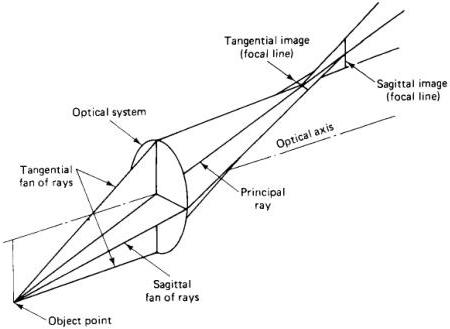 Tangential image
(focal line)
Sagittal image
(focal line)
Optical system
Optical axis
Tangential
fan of rays
Principal
ray
Sagittal
fan of rays
Object point